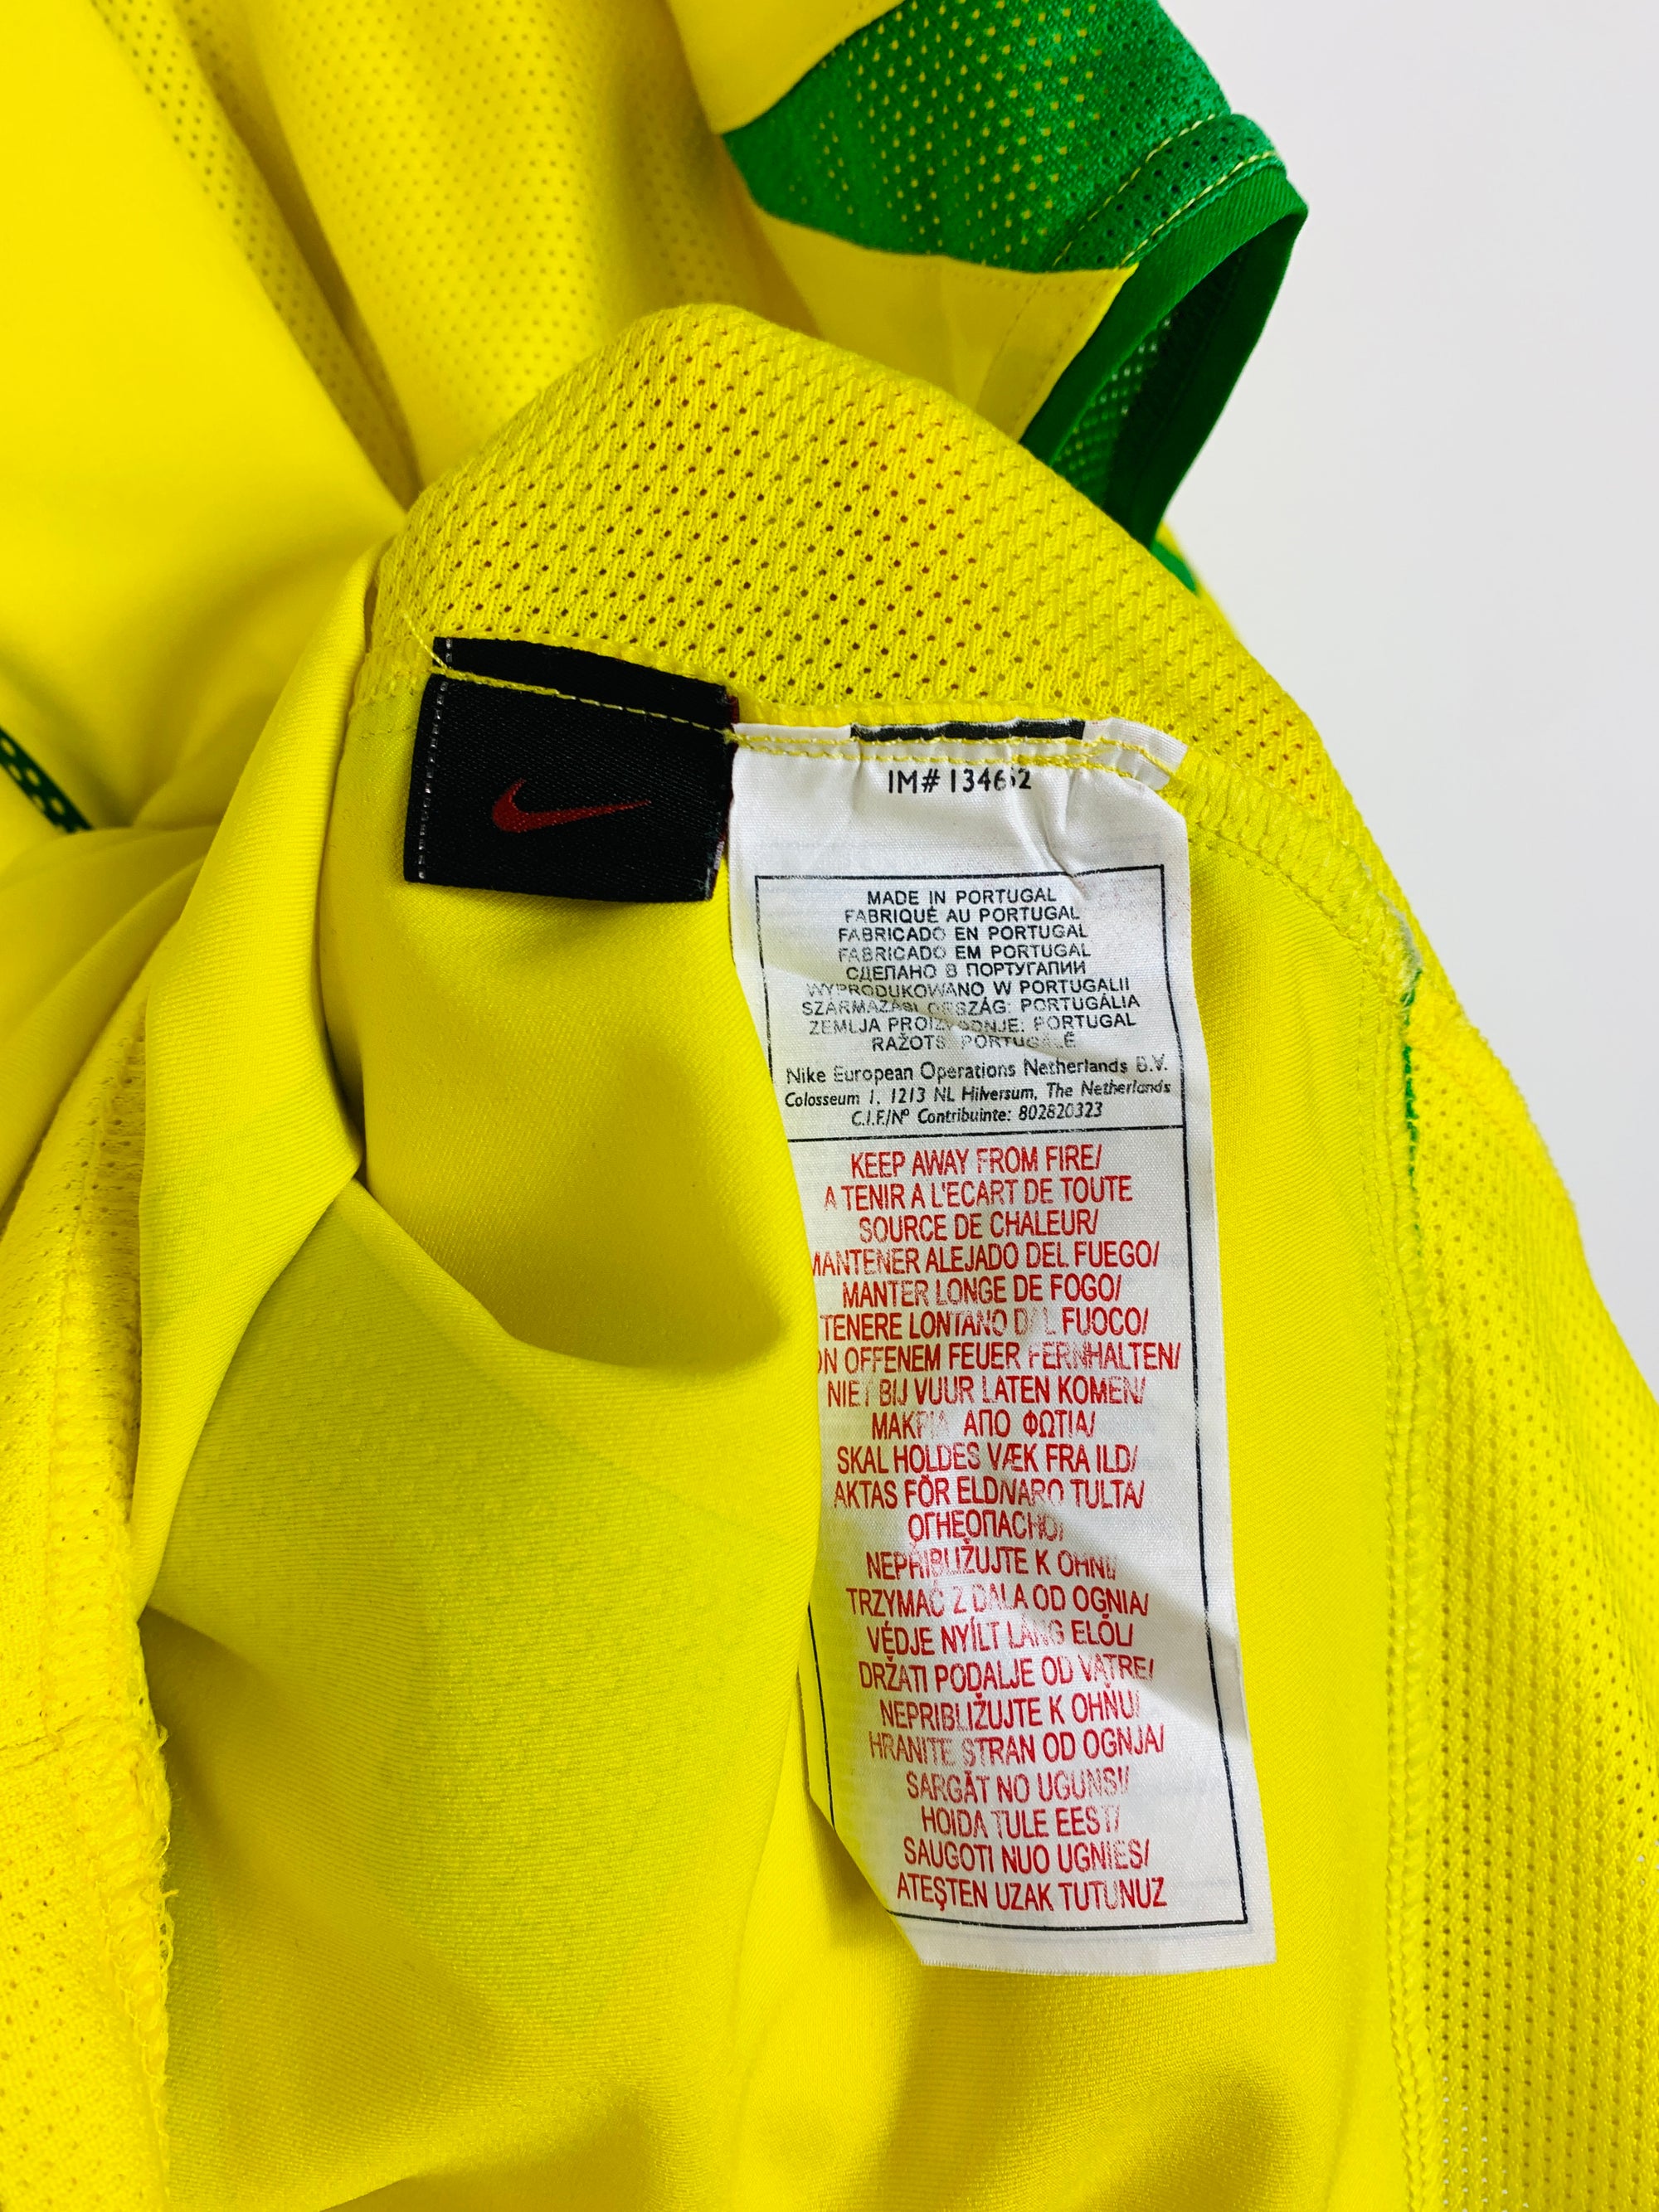 IM# 134652
MADE IN PORTUGAL
FABRIQUÉ AU PORTUGAL
FABRICADO EN PORTUGAL
FABRICADO EM PORTUGAL
СДЕЛАНО В ПОРТУГАЛИИ
WYPRODUKOWANO W PORTUGALII
SZÁRMAZÁSI ORSZÁG: PORTUGÁLIA
ZEMLJA PROIZVODNJE: PORTUGAL
RAŽOTS PORTUGALĒ
Nike European Operations Netherlands B.V.
Colosseum 1, 1213 NL Hilversum, The Netherlands
C.I.F./Nº Contribuinte: 802820323
KEEP AWAY FROM FIRE/
A TENIR A L'ECART DE TOUTE
SOURCE DE CHALEUR/
MANTENER ALEJADO DEL FUEGO/
MANTER LONGE DE FOGO/
TENERE LONTANO DAL FUOCO/
ON OFFENEM FEUER FERNHALTEN/
NIET BIJ VUUR LATEN KOMEN/
ΜΑΚΡΙΑ ΑΠΟ ΦΩΤΙΑ/
SKAL HOLDES VÆK FRA ILD/
AKTAS FÖR ELDNARO TULTA/
ОГНЕОПАСНО/
NEPŘIBLIŽUJTE K OHNI/
TRZYMAĆ Z DALA OD OGNIA/
VÉDJE NYÍLT LÁNG ELŐL/
DRŽATI PODALJE OD VATRE/
NEPRIBLIŽUJTE K OHŇU/
HRANITE STRAN OD OGNJA/
SARGĀT NO UGUNS/
HOIDA TULE EEST/
SAUGOTI NUO UGNIES/
ATEŞTEN UZAK TUTUNUZ